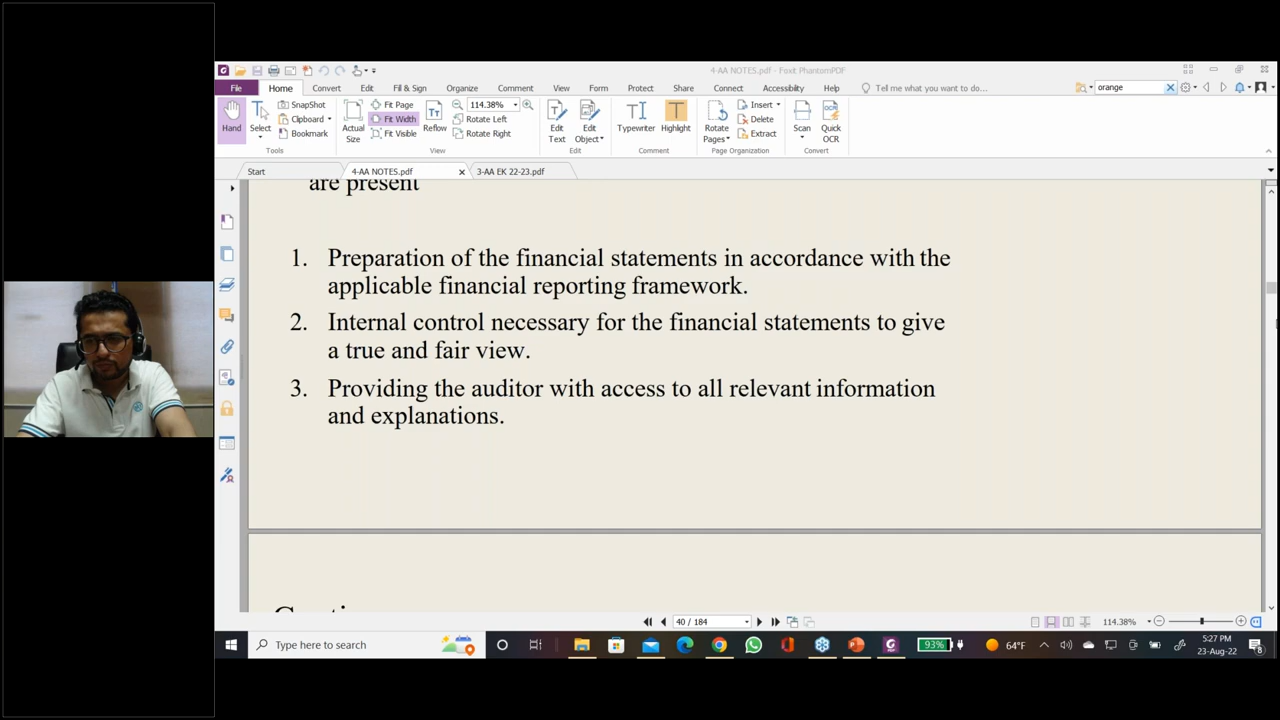 4-AA NOTES.pdf - Foxit PhantomPDF
File Home Convert Edit Fill & Sign Organize Comment View Form Protect Share Connect Accessibility Help Tell me what you want to do.. orange
Hand
Select
SnapShot
Clipboard
Bookmark
Tools
Actual Size
Fit Page
Fit Width
Fit Visible
Reflow
114.38%
Rotate Left
Rotate Right
View
Edit Text
Edit Object
Edit
Typewriter
Highlight
Comment
Rotate Pages
Insert
Delete
Extract
Page Organization
Scan
Quick OCR
Convert
Start 4-AA NOTES.pdf 3-AA EK 22-23.pdf
are present
1. Preparation of the financial statements in accordance with the
applicable financial reporting framework.
2. Internal control necessary for the financial statements to give
a true and fair view.
3. Providing the auditor with access to all relevant information
and explanations.
40 / 184 114.38%
Type here to search 93% 64°F 5:27 PM
23-Aug-22